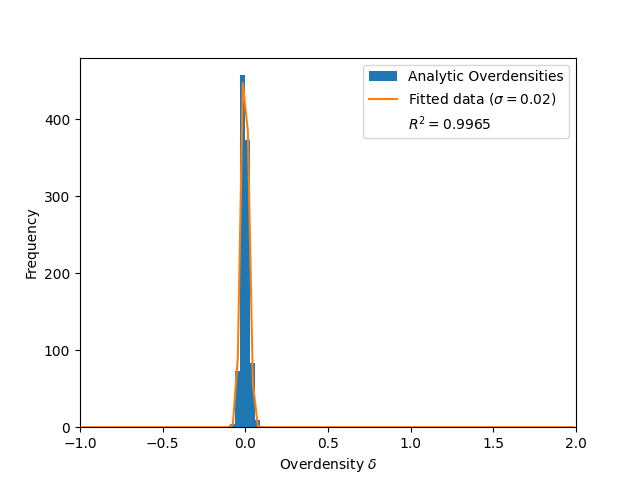 Analytic Overdensities
Fitted data (σ = 0.02)
R² = 0.9965
Frequency
400
300
200
100
0
−1.0 −0.5 0.0 0.5 1.0 1.5 2.0
Overdensity δ